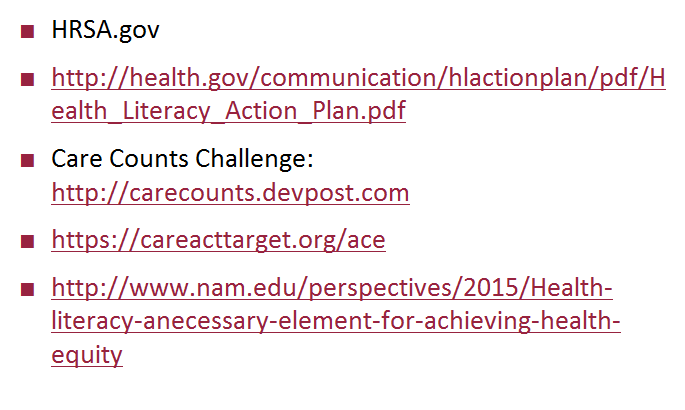 HRSA.gov
http://health.gov/communication/hlactionplan/pdf/H
ealth_Literacy_Action_Plan.pdf
Care Counts Challenge:
http://carecounts.devpost.com
https://careacttarget.org/ace
http://www.nam.edu/perspectives/2015/Health-
literacy-anecessary-element-for-achieving-health-
equity